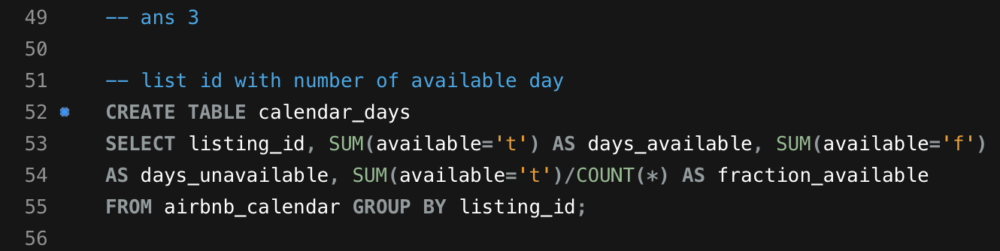 49 -- ans 3
50
51 -- list id with number of available day
52 CREATE TABLE calendar_days
53 SELECT listing_id, SUM(available='t') AS days_available, SUM(available='f')
54 AS days_unavailable, SUM(available='t')/COUNT(*) AS fraction_available
55 FROM airbnb_calendar GROUP BY listing_id;
56